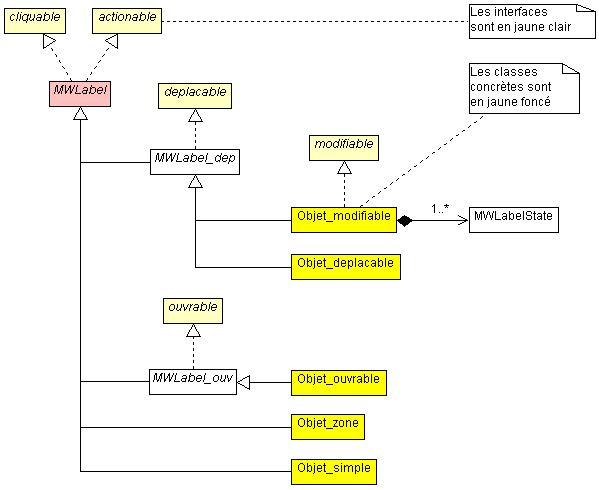 cliquable
actionable
Les interfaces
sont en jaune clair
MWLabel
Les classes
concrètes sont
en jaune foncé
deplacable
MWLabel_dep
modifiable
Objet_modifiable
1..*
MWLabelState
Objet_deplacable
ouvrable
MWLabel_ouv
Objet_ouvrable
Objet_zone
Objet_simple